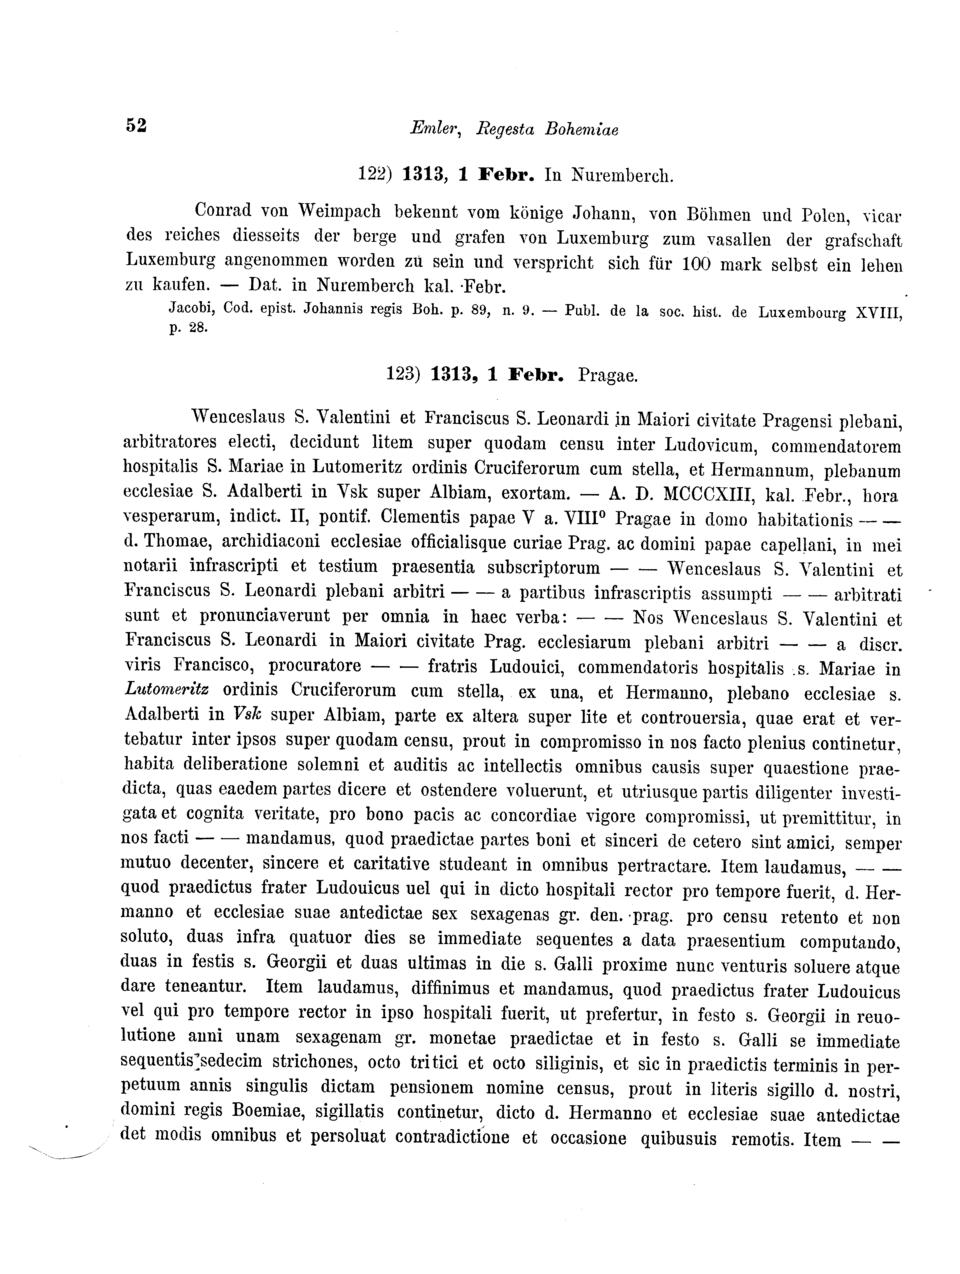 52 Emler, Regesta Bohemiae
122) 1313, 1 Febr. In Nuremberch.
Conrad von Weimpach bekennt vom könige Johann, von Böhmen und Polen, vicar
des reiches diesseits der berge und grafen von Luxemburg zum vasallen der grafschaft
Luxemburg angenommen worden zu sein und verspricht sich für 100 mark selbst ein lehen
zu kaufen. — Dat. in Nuremberch kal. Febr.
Jacobi, Cod. epist. Johannis regis Boh. p. 89, n. 9. — Publ. de la soc. hist. de Luxembourg XVIII,
p. 28.
123) 1313, 1 Febr. Pragae.
Wenceslaus S. Valentini et Franciscus S. Leonardi in Maiori civitate Pragensi plebani,
arbitratores electi, decidunt litem super quodam censu inter Ludovicum, commendatorem
hospitalis S. Mariae in Lutomeritz ordinis Cruciferorum cum stella, et Hermannum, plebanum
ecclesiae S. Adalberti in Vsk super Albiam, exortam. — A. D. MCCCXIII, kal. Febr., hora
vesperarum, indict. II, pontif. Clementis papae V a. VIII⁰ Pragae in domo habitationis — —
d. Thomae, archidiaconi ecclesiae officialisque curiae Prag. ac domini papae capellani, in mei
notarii infrascripti et testium praesentia subscriptorum — — Wenceslaus S. Valentini et
Franciscus S. Leonardi plebani arbitri — — a partibus infrascriptis assumpti — — arbitrati
sunt et pronunciaverunt per omnia in haec verba: — — Nos Wenceslaus S. Valentini et
Franciscus S. Leonardi in Maiori civitate Prag. ecclesiarum plebani arbitri — — a discr.
viris Francisco, procuratore — — fratris Ludouici, commendatoris hospitalis s. Mariae in
Lutomeritz ordinis Cruciferorum cum stella, ex una, et Hermanno, plebano ecclesiae s.
Adalberti in Vsk super Albiam, parte ex altera super lite et controuersia, quae erat et ver-
tebatur inter ipsos super quodam censu, prout in compromisso in nos facto plenius continetur,
habita deliberatione solemni et auditis ac intellectis omnibus causis super quaestione prae-
dicta, quas eaedem partes dicere et ostendere voluerunt, et utriusque partis diligenter investi-
gata et cognita veritate, pro bono pacis ac concordiae vigore compromissi, ut premittitur, in
nos facti — — mandamus, quod praedictae partes boni et sinceri de cetero sint amici, semper
mutuo decenter, sincere et caritative studeant in omnibus pertractare. Item laudamus, — —
quod praedictus frater Ludouicus uel qui in dicto hospitali rector pro tempore fuerit, d. Her-
manno et ecclesiae suae antedictae sex sexagenas gr. den. prag. pro censu retento et non
soluto, duas infra quatuor dies se immediate sequentes a data praesentium computando,
duas in festis s. Georgii et duas ultimas in die s. Galli proxime nunc venturis soluere atque
dare teneantur. Item laudamus, diffinimus et mandamus, quod praedictus frater Ludouicus
vel qui pro tempore rector in ipso hospitali fuerit, ut prefertur, in festo s. Georgii in reuo-
lutione anni unam sexagenam gr. monetae praedictae et in festo s. Galli se immediate
sequentis sedecim strichones, octo tritici et octo siliginis, et sic in praedictis terminis in per-
petuum annis singulis dictam pensionem nomine census, prout in literis sigillo d. nostri,
domini regis Boemiae, sigillatis continetur, dicto d. Hermanno et ecclesiae suae antedictae
det modis omnibus et persoluat contradictione et occasione quibusuis remotis. Item — —